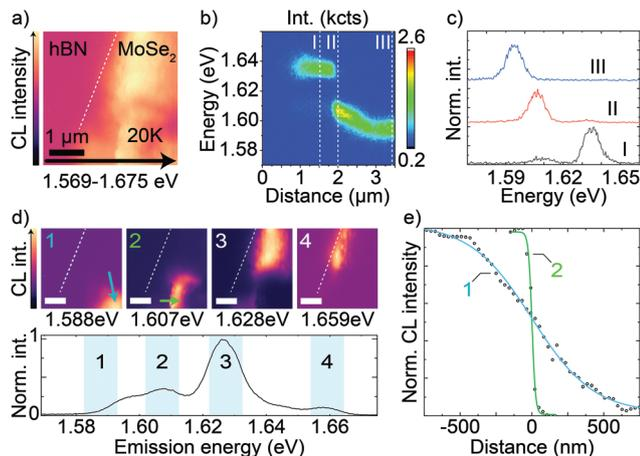 a)
CL intensity
hBN
MoSe2
1 μm
20K
1.569-1.675 eV
b)
Int. (kcts)
I
II
III
2.6
0.2
Energy (eV)
1.64
1.62
1.60
1.58
0
1
2
3
Distance (μm)
c)
Norm. int.
III
II
I
1.59
1.62
1.65
Energy (eV)
d)
CL int.
1
2
3
4
1.588eV
1.607eV
1.628eV
1.659eV
Norm. int.
1
0
1
2
3
4
1.58
1.60
1.62
1.64
1.66
Emission energy (eV)
e)
Norm. CL intensity
1
2
-500
0
500
Distance (nm)